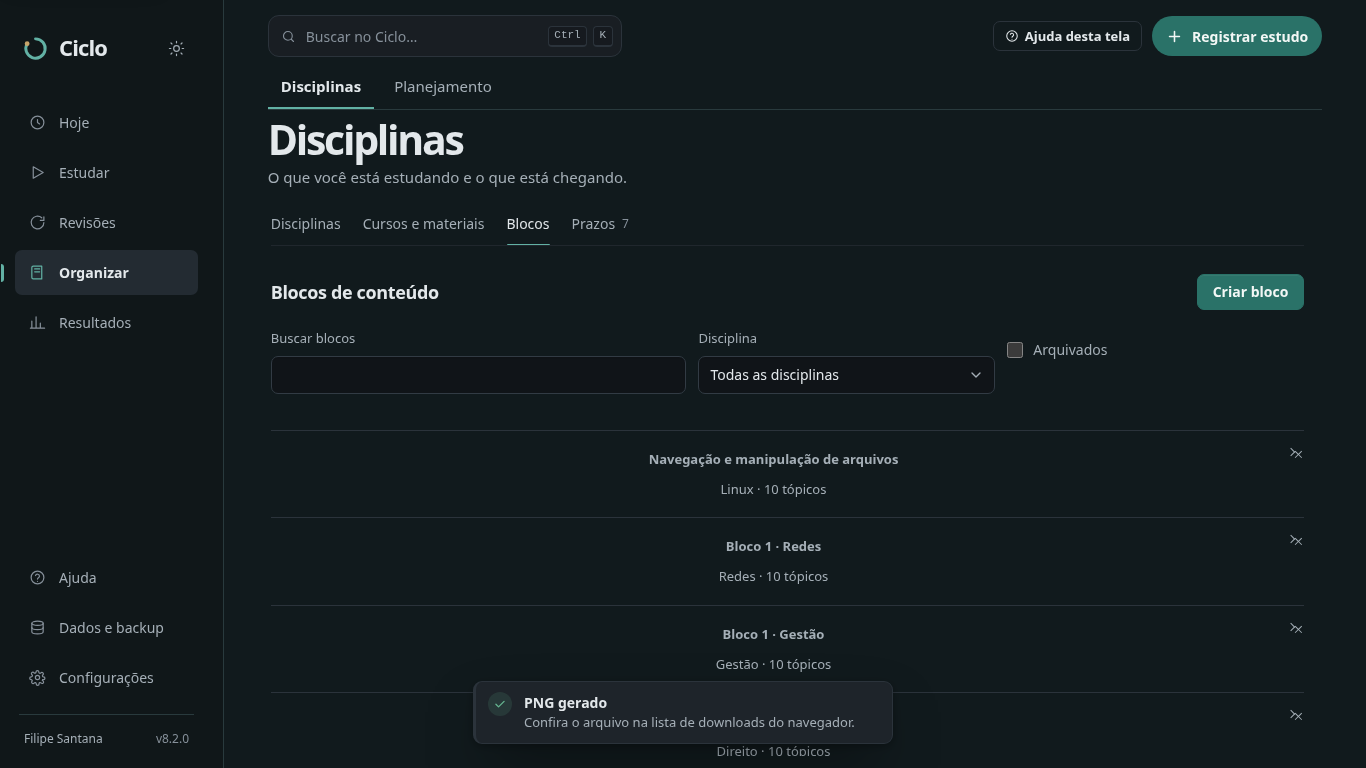 Ciclo
Buscar no Ciclo...
Ctrl K
Ajuda desta tela
Registrar estudo
Disciplinas
Planejamento
Hoje
Estudar
Revisões
Organizar
Resultados
Disciplinas
O que você está estudando e o que está chegando.
Disciplinas
Cursos e materiais
Blocos
Prazos 7
Blocos de conteúdo
Criar bloco
Buscar blocos
Disciplina
Todas as disciplinas
Arquivados
Navegação e manipulação de arquivos
Linux · 10 tópicos
Bloco 1 · Redes
Redes · 10 tópicos
Bloco 1 · Gestão
Gestão · 10 tópicos
PNG gerado
Confira o arquivo na lista de downloads do navegador.
Direito · 10 tópicos
Ajuda
Dados e backup
Configurações
Filipe Santana
v8.2.0